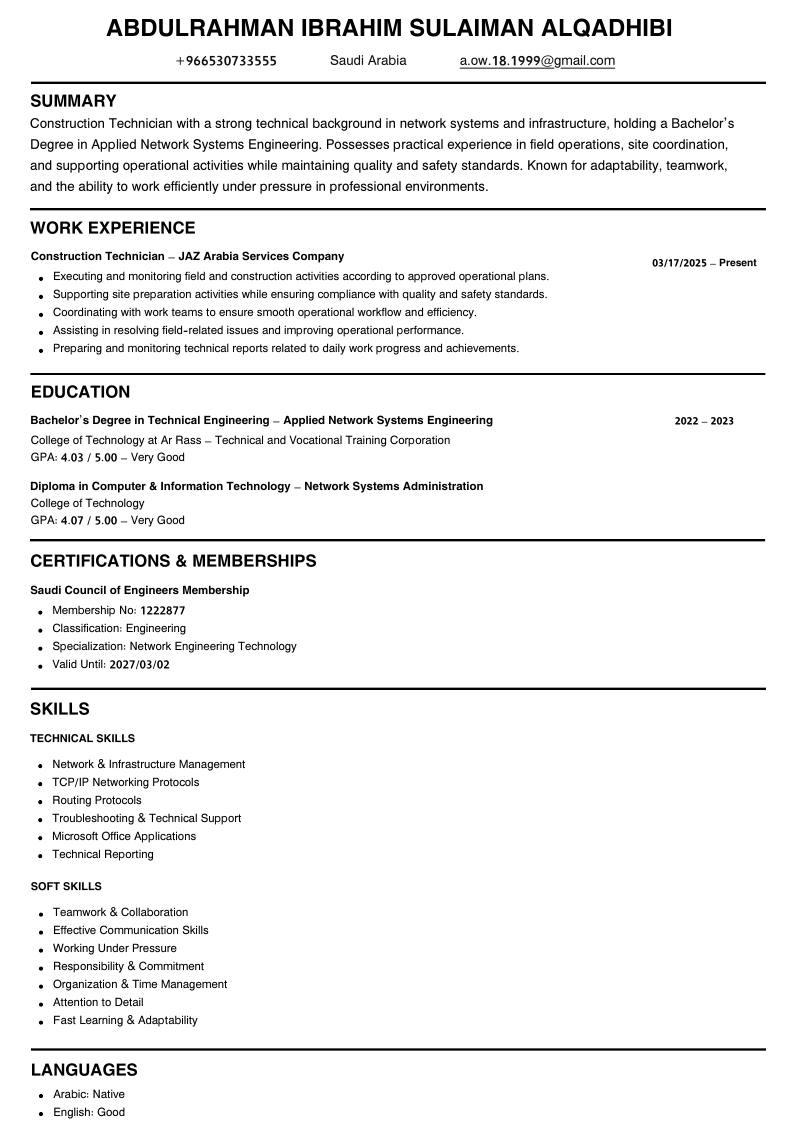 ABDULRAHMAN IBRAHIM SULAIMAN ALQADHIBI
+966530733555 Saudi Arabia a.ow.18.1999@gmail.com
SUMMARY
Construction Technician with a strong technical background in network systems and infrastructure, holding a Bachelor's
Degree in Applied Network Systems Engineering. Possesses practical experience in field operations, site coordination,
and supporting operational activities while maintaining quality and safety standards. Known for adaptability, teamwork,
and the ability to work efficiently under pressure in professional environments.
WORK EXPERIENCE
Construction Technician – JAZ Arabia Services Company
03/17/2025 – Present
• Executing and monitoring field and construction activities according to approved operational plans.
• Supporting site preparation activities while ensuring compliance with quality and safety standards.
• Coordinating with work teams to ensure smooth operational workflow and efficiency.
• Assisting in resolving field-related issues and improving operational performance.
• Preparing and monitoring technical reports related to daily work progress and achievements.
EDUCATION
Bachelor's Degree in Technical Engineering – Applied Network Systems Engineering 2022 – 2023
College of Technology at Ar Rass – Technical and Vocational Training Corporation
GPA: 4.03 / 5.00 – Very Good
Diploma in Computer & Information Technology – Network Systems Administration
College of Technology
GPA: 4.07 / 5.00 – Very Good
CERTIFICATIONS & MEMBERSHIPS
Saudi Council of Engineers Membership
• Membership No: 1222877
• Classification: Engineering
• Specialization: Network Engineering Technology
• Valid Until: 2027/03/02
SKILLS
TECHNICAL SKILLS
• Network & Infrastructure Management
• TCP/IP Networking Protocols
• Routing Protocols
• Troubleshooting & Technical Support
• Microsoft Office Applications
• Technical Reporting
SOFT SKILLS
• Teamwork & Collaboration
• Effective Communication Skills
• Working Under Pressure
• Responsibility & Commitment
• Organization & Time Management
• Attention to Detail
• Fast Learning & Adaptability
LANGUAGES
• Arabic: Native
• English: Good